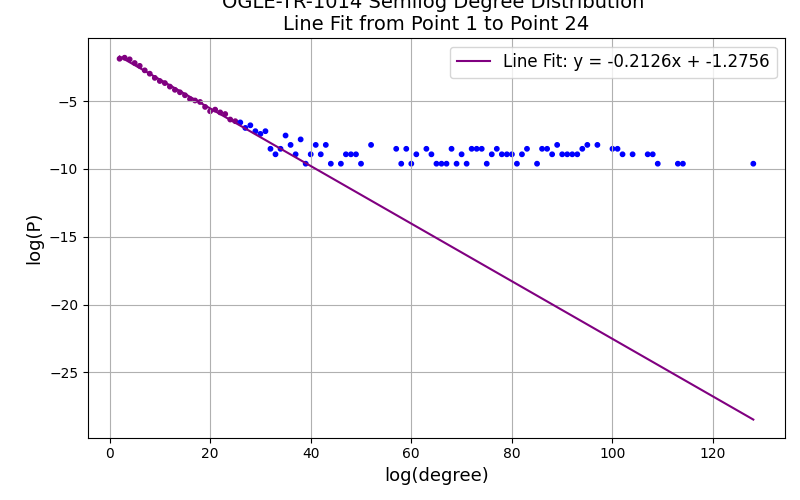 OGLE-TR-1014 Semilog Degree Distribution
Line Fit from Point 1 to Point 24
Line Fit: y = -0.2126x + -1.2756
log(P)
−5
−10
−15
−20
−25
0 20 40 60 80 100 120
log(degree)